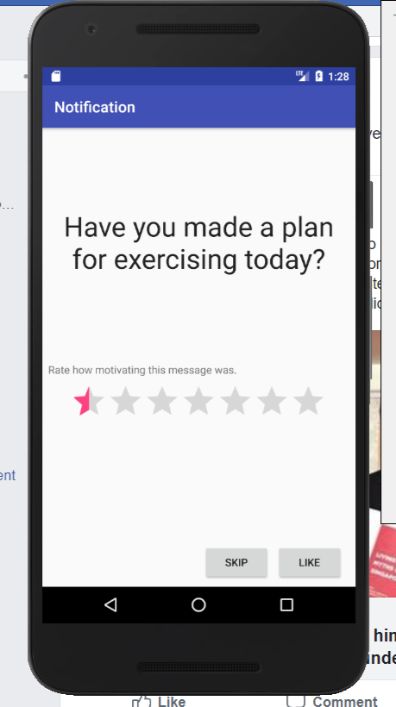 LTE 1:28
Notification
Have you made a plan
for exercising today?
Rate how motivating this message was.
SKIP LIKE
Like Comment